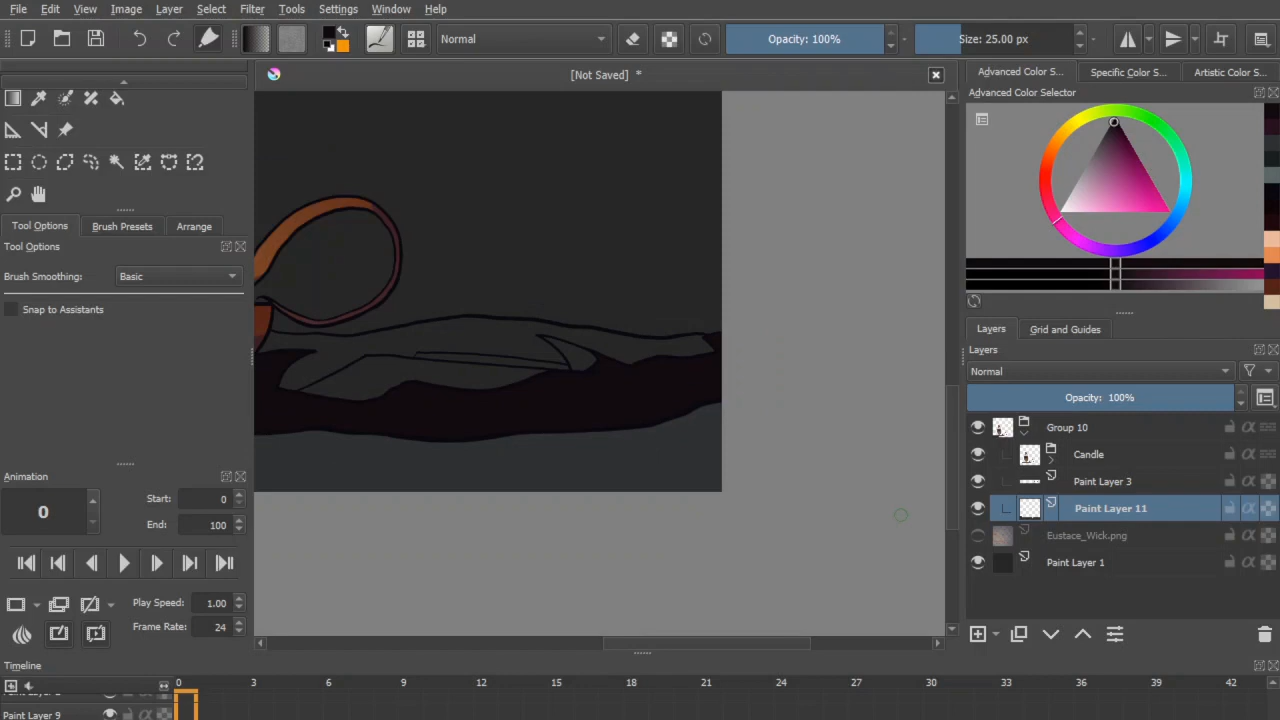 File Edit View Image Layer Select Filter Tools Settings Window Help
Normal Opacity: 100% Size: 25.00 px
[Not Saved] *
Advanced Color S... Specific Color S... Artistic Color S...
Advanced Color Selector
Tool Options Brush Presets Arrange
Tool Options
Brush Smoothing: Basic
Snap to Assistants
Layers Grid and Guides
Layers
Normal
Opacity: 100%
Group 10
Candle
Paint Layer 3
Paint Layer 11
Eustace_Wick.png
Paint Layer 1
Animation
0 Start: 0
End: 100
Play Speed: 1.00
Frame Rate: 24
Timeline
0 3 6 9 12 15 18 21 24 27 30 33 36 39 42
Paint Layer 9